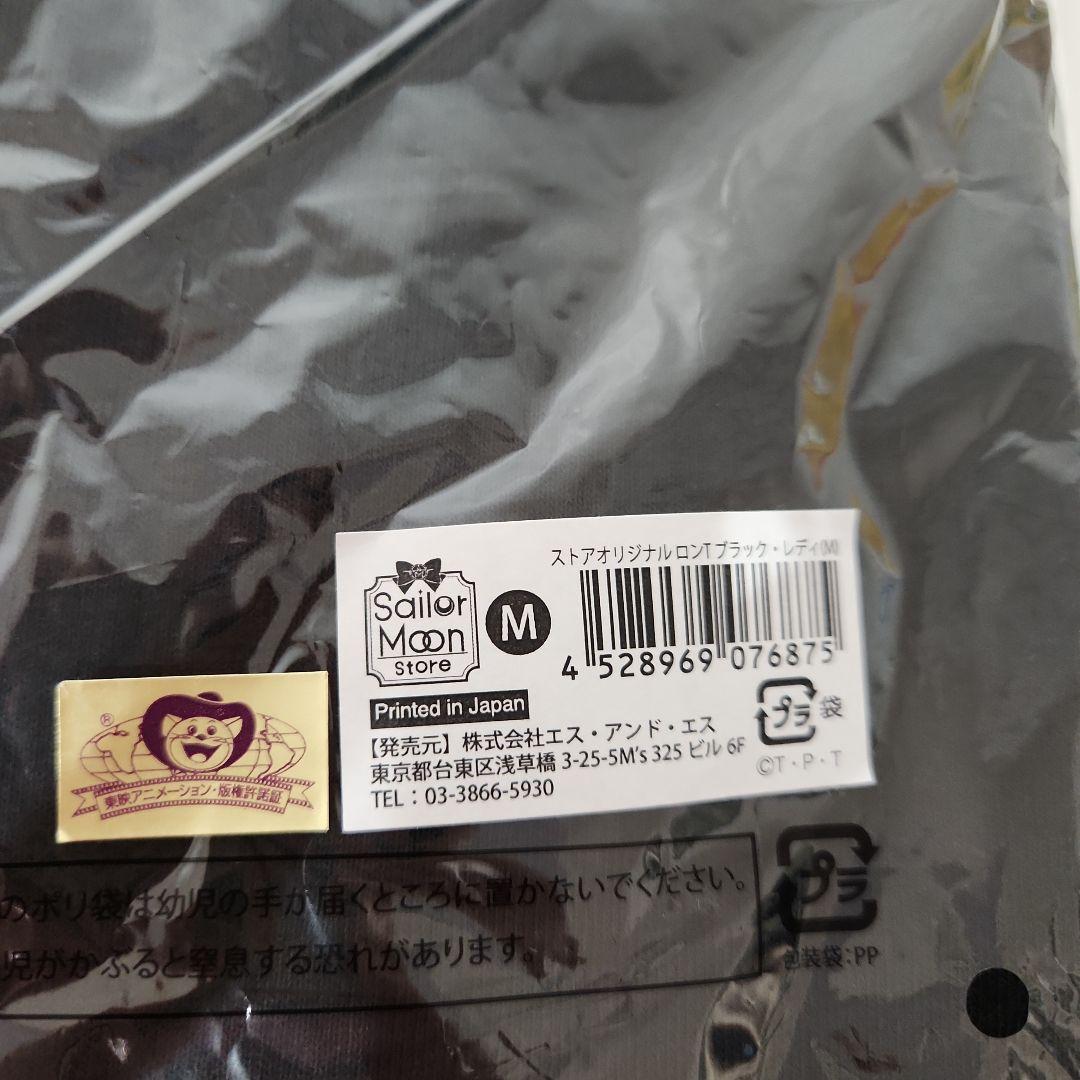 ストアオリジナル ロンT ブラック・レディ(M)
Sailor
Moon
Store
M
4 528969 076875
Printed in Japan
プラ 袋
【発売元】株式会社エス・アンド・エス
東京都台東区浅草橋 3-25-5M's 325 ビル 6F
TEL：03-3866-5930
©T・P・T
®
東映アニメーション・版権許諾証
のポリ袋は幼児の手が届くところに置かないでください。
児がかぶると窒息する恐れがあります。
プラ
包装袋：PP